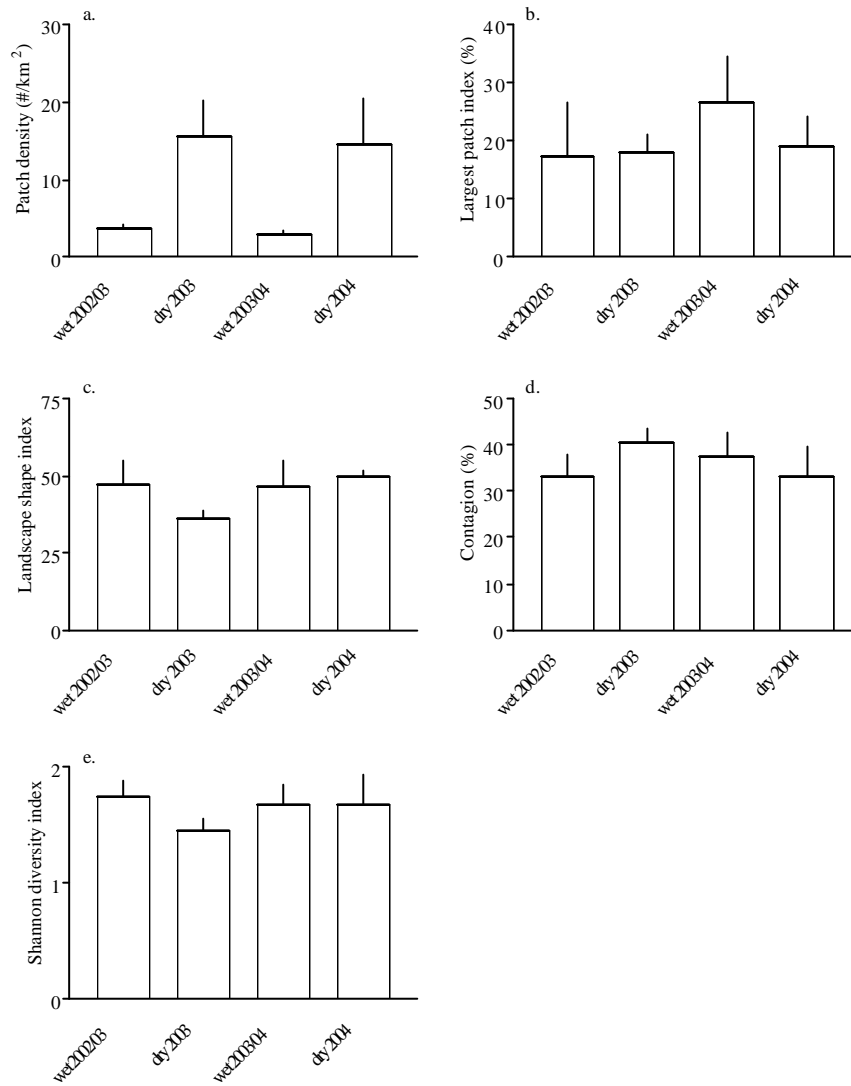 a.
Patch density (#/km²)
30
20
10
0
wet 2002/03
dry 2003
wet 2003/04
dry 2004
b.
Largest patch index (%)
40
30
20
10
0
wet 2002/03
dry 2003
wet 2003/04
dry 2004
c.
Landscape shape index
75
50
25
0
wet 2002/03
dry 2003
wet 2003/04
dry 2004
d.
Contagion (%)
50
40
30
20
10
0
wet 2002/03
dry 2003
wet 2003/04
dry 2004
e.
Shannon diversity index
2
1
0
wet 2002/03
dry 2003
wet 2003/04
dry 2004